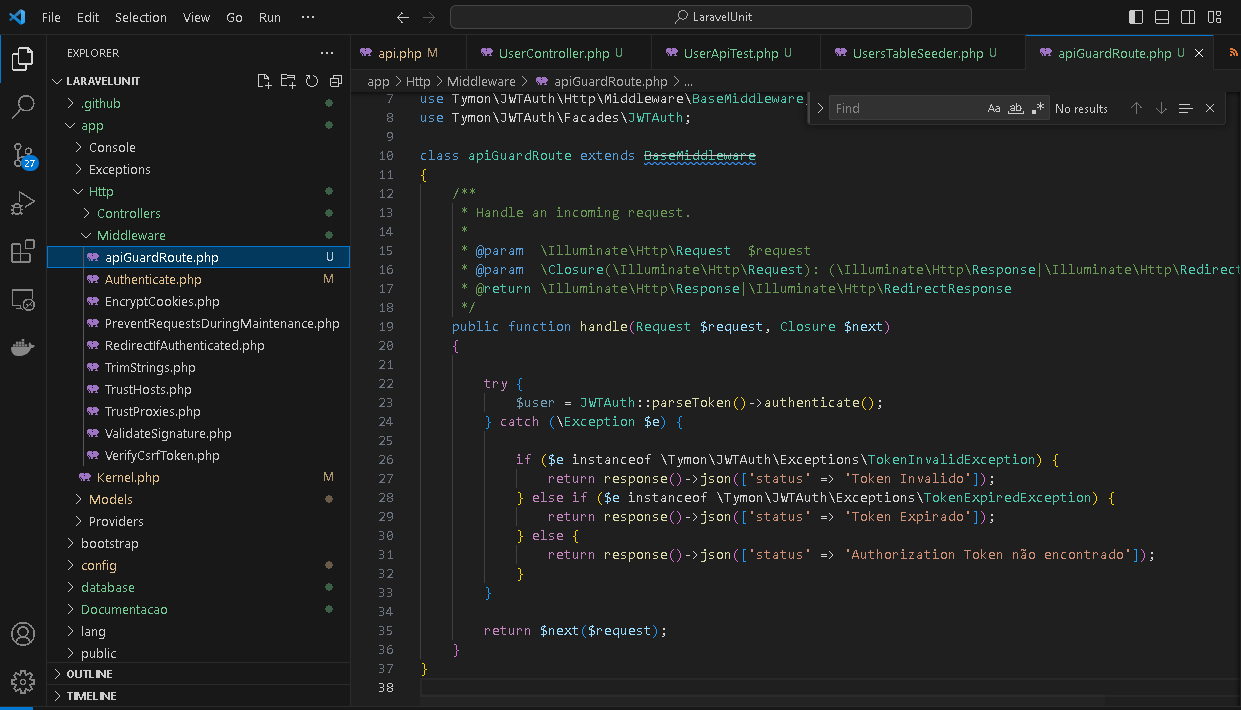 File Edit Selection View Go Run ··· LaravelUnit
EXPLORER ···
LARAVELUNIT
.github
app
Console
Exceptions
Http
Controllers
Middleware
apiGuardRoute.php U
Authenticate.php M
EncryptCookies.php
PreventRequestsDuringMaintenance.php
RedirectIfAuthenticated.php
TrimStrings.php
TrustHosts.php
TrustProxies.php
ValidateSignature.php
VerifyCsrfToken.php
Kernel.php M
Models
Providers
bootstrap
config
database
Documentacao
lang
public
OUTLINE
TIMELINE
27
api.php M UserController.php U UserApiTest.php U UsersTableSeeder.php U apiGuardRoute.php U
app > Http > Middleware > apiGuardRoute.php > ...
Find Aa ab .* No results
7 use Tymon\JWTAuth\Http\Middleware\BaseMiddleware;
8 use Tymon\JWTAuth\Facades\JWTAuth;
9
10 class apiGuardRoute extends BaseMiddleware
11 {
12 /**
13 * Handle an incoming request.
14 *
15 * @param  \Illuminate\Http\Request  $request
16 * @param  \Closure(\Illuminate\Http\Request): (\Illuminate\Http\Response|\Illuminate\Http\Redirect
17 * @return \Illuminate\Http\Response|\Illuminate\Http\RedirectResponse
18 */
19 public function handle(Request $request, Closure $next)
20 {
21
22 try {
23 $user = JWTAuth::parseToken()->authenticate();
24 } catch (\Exception $e) {
25
26 if ($e instanceof \Tymon\JWTAuth\Exceptions\TokenInvalidException) {
27 return response()->json(['status' => 'Token Invalido']);
28 } else if ($e instanceof \Tymon\JWTAuth\Exceptions\TokenExpiredException) {
29 return response()->json(['status' => 'Token Expirado']);
30 } else {
31 return response()->json(['status' => 'Authorization Token não encontrado']);
32 }
33 }
34
35 return $next($request);
36 }
37 }
38